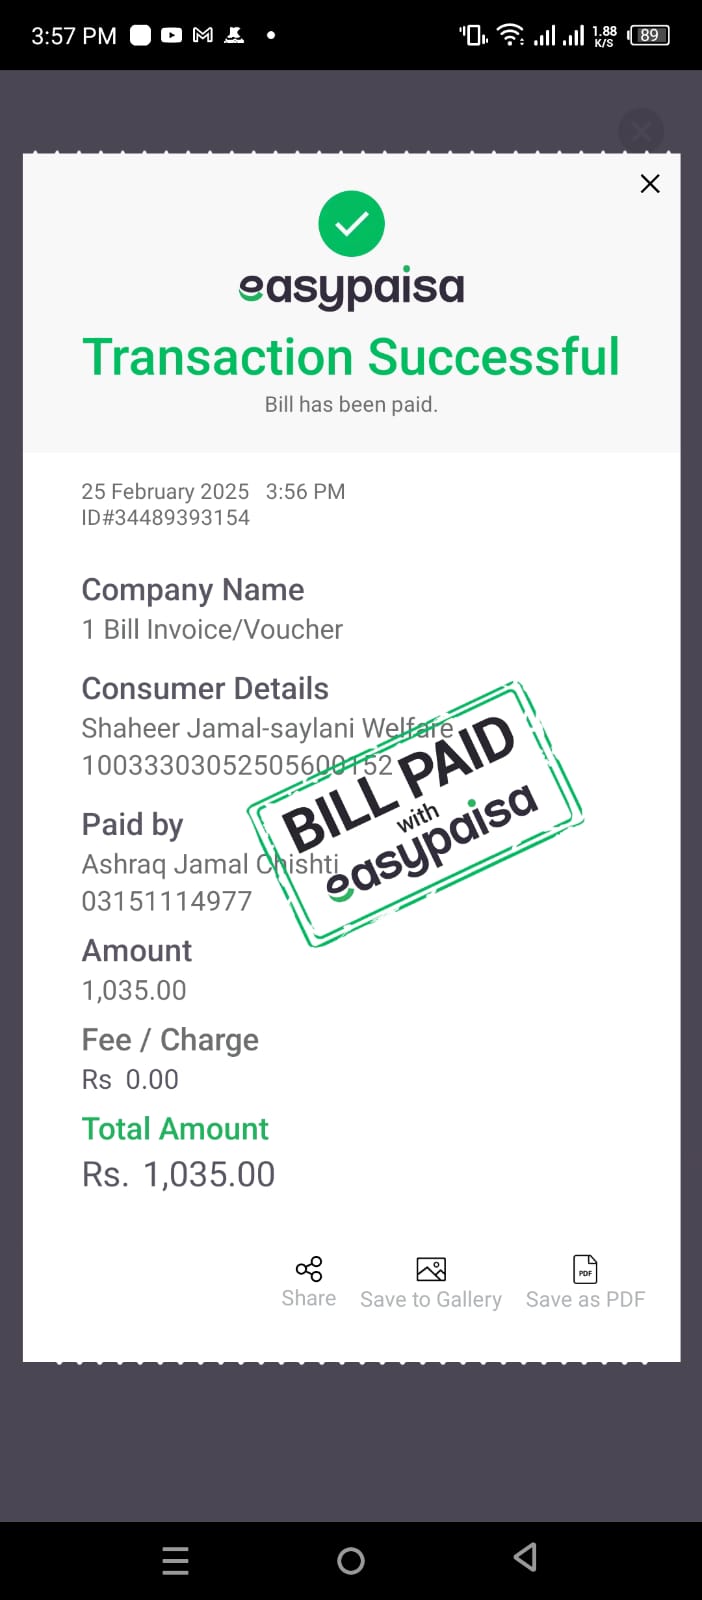 3:57 PM
1.88
K/S
89
easypaisa
Transaction Successful
Bill has been paid.
25 February 2025 3:56 PM
ID#34489393154
Company Name
1 Bill Invoice/Voucher
Consumer Details
Shaheer Jamal-saylani Welfare
10033303052505600152
BILL PAID
with
easypaisa
Paid by
Ashraq Jamal Chishti
03151114977
Amount
1,035.00
Fee / Charge
Rs 0.00
Total Amount
Rs. 1,035.00
Share
Save to Gallery
PDF
Save as PDF